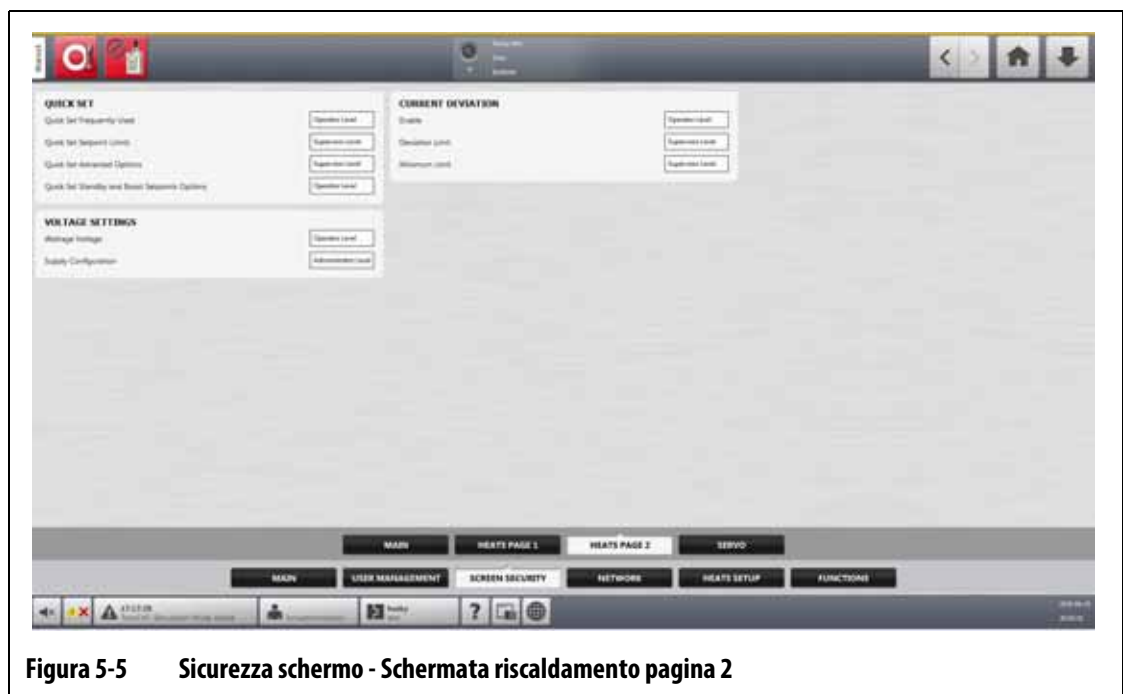 QUICK SET
Quick Set Frequently Used
Operator Level
Quick Set Setpoint Limits
Supervisor Level
Quick Set Advanced Options
Supervisor Level
Quick Set Standby and Boost Setpoints Options
Operator Level
VOLTAGE SETTINGS
Wattage Voltage
Operator Level
Supply Configuration
Administrator Level
CURRENT DEVIATION
Enable
Operator Level
Deviation Limit
Supervisor Level
Minimum Limit
Supervisor Level
MAIN
HEATS PAGE 1
HEATS PAGE 2
SERVO
MAIN
USER MANAGEMENT
SCREEN SECURITY
NETWORK
HEATS SETUP
FUNCTIONS
?
Figura 5-5 Sicurezza schermo - Schermata riscaldamento pagina 2